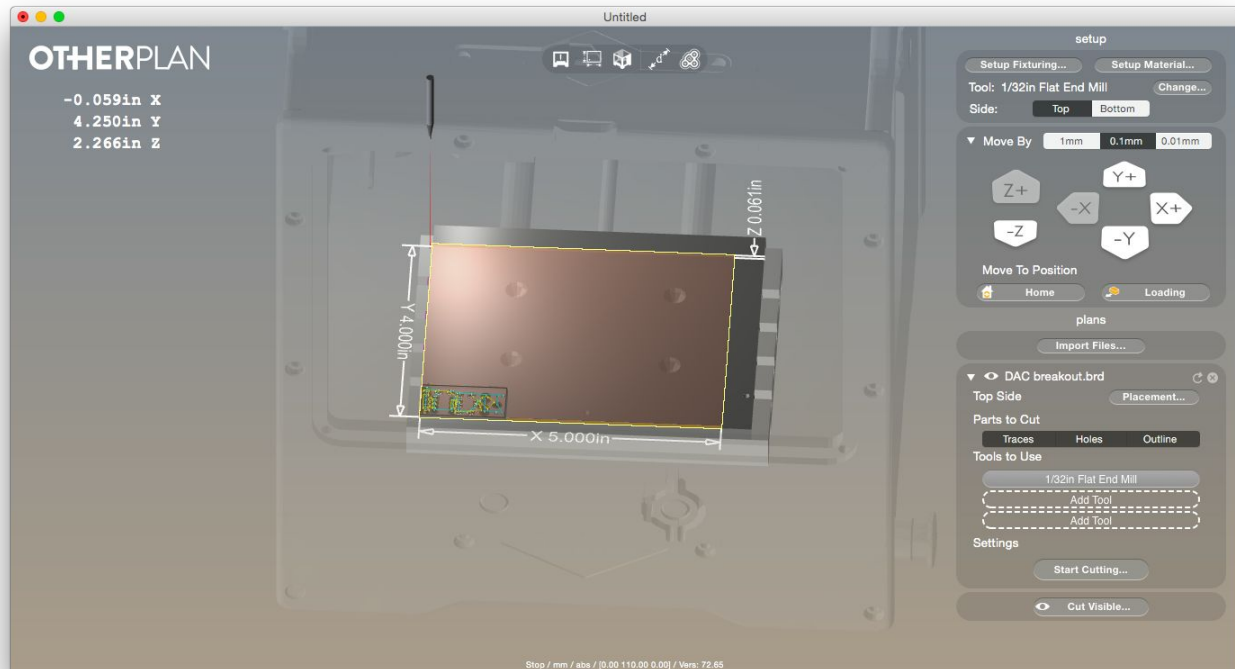 Untitled
OTHERPLAN
-0.059in X
4.250in Y
2.266in Z
Z 0.061in
Y 4.000in
X 5.000in
setup
Setup Fixturing... Setup Material...
Tool: 1/32in Flat End Mill Change...
Side: Top Bottom
Move By 1mm 0.1mm 0.01mm
Y+
Z+ -X X+
-Z -Y
Move To Position
Home Loading
plans
Import Files...
DAC breakout.brd
Top Side Placement...
Parts to Cut
Traces Holes Outline
Tools to Use
1/32in Flat End Mill
Add Tool
Add Tool
Settings
Start Cutting...
Cut Visible...
Stop / mm / abs / [0.00 110.00 0.00] / Vers: 72.65